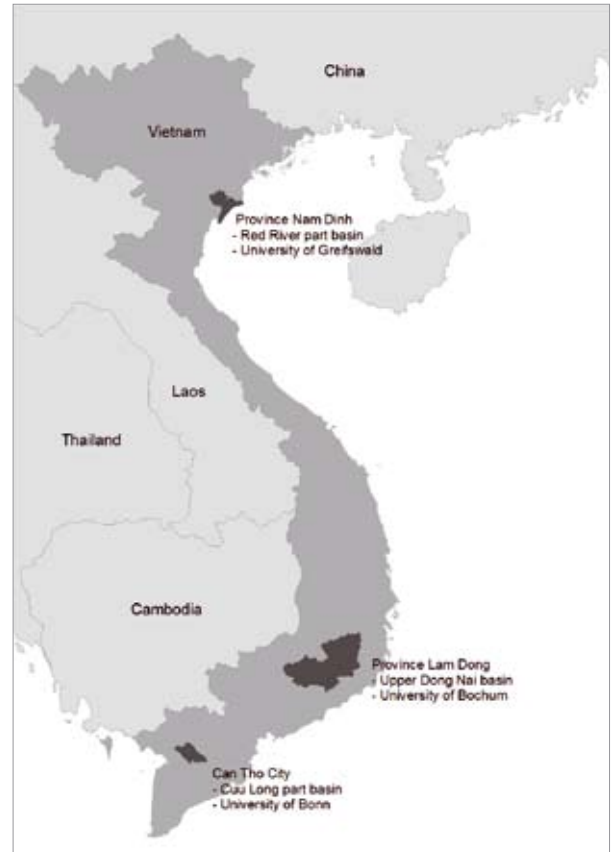 China
Vietnam
Province Nam Dinh
- Red River part basin
- University of Greifswald
Laos
Thailand
Cambodia
Province Lam Dong
- Upper Dong Nai basin
- University of Bochum
Can Tho City
- Cuu Long part basin
- University of Bonn